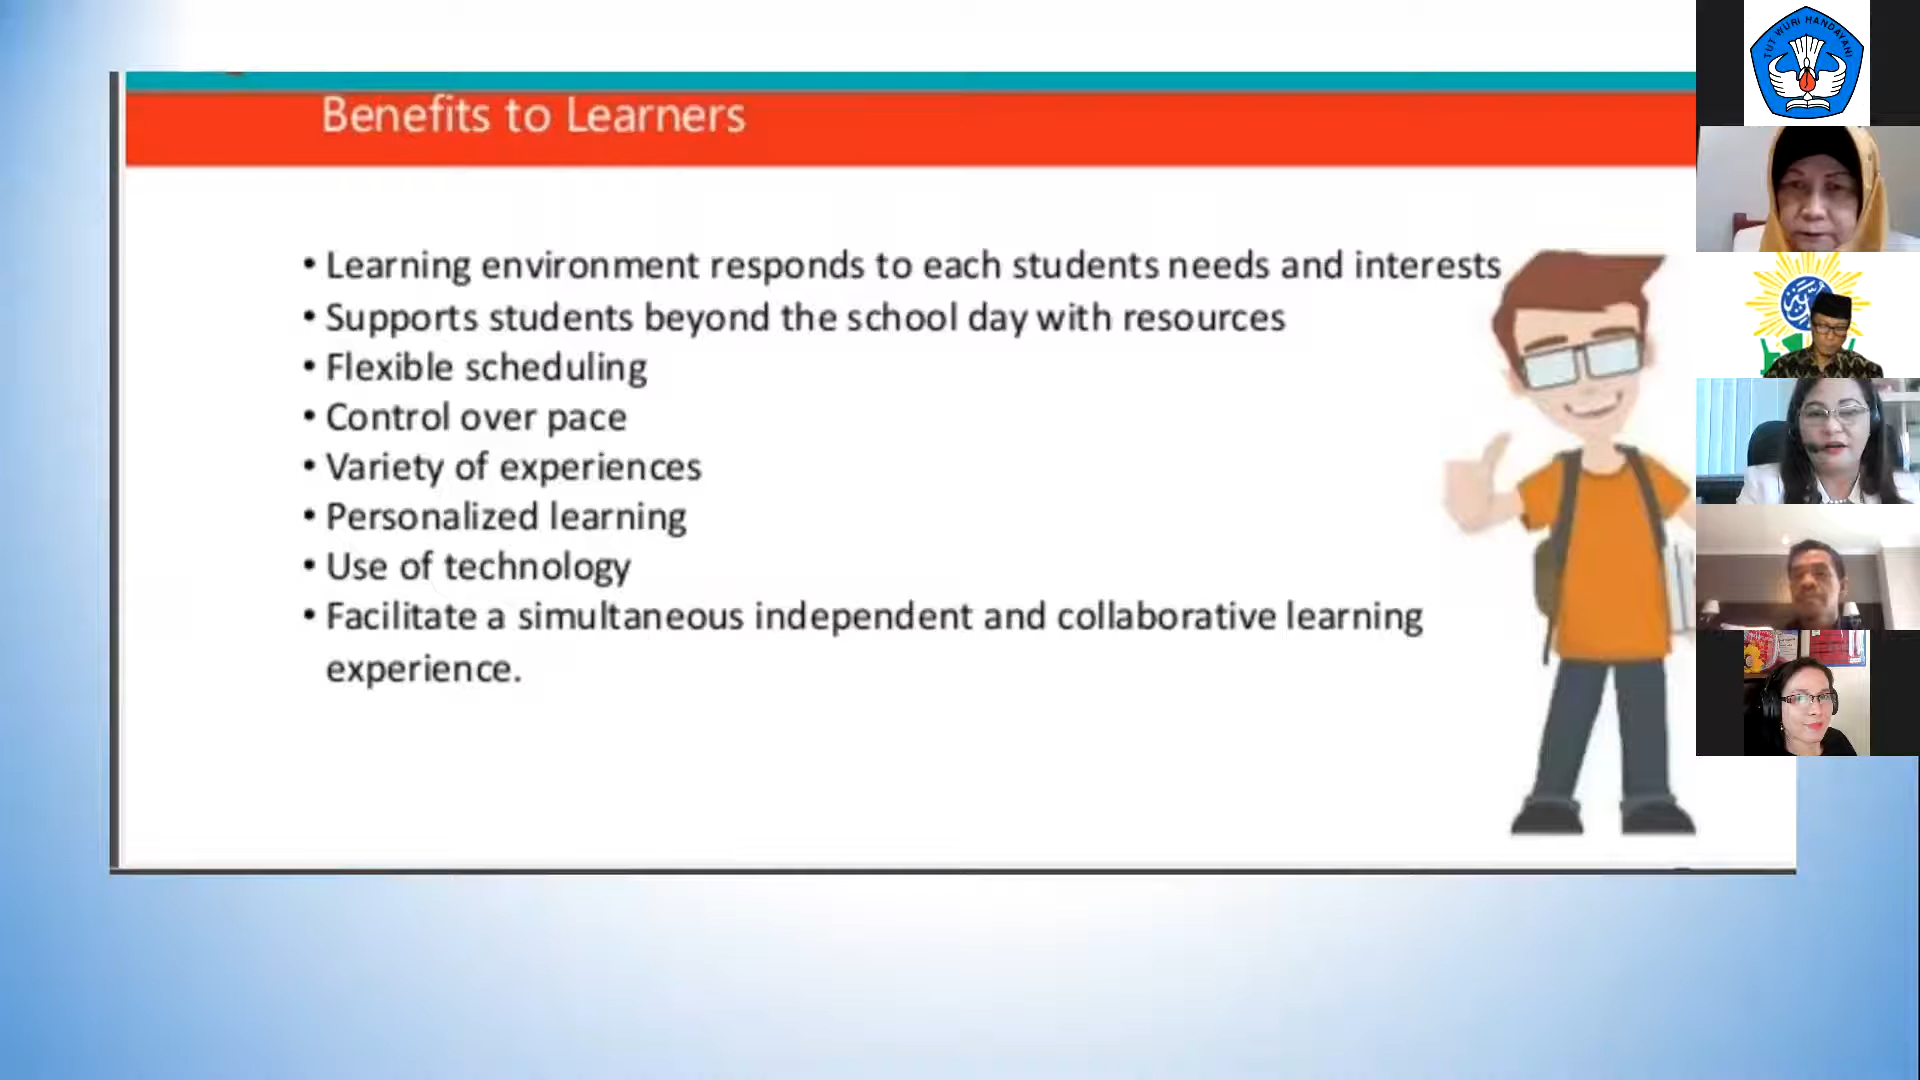 Benefits to Learners
• Learning environment responds to each students needs and interests
• Supports students beyond the school day with resources
• Flexible scheduling
• Control over pace
• Variety of experiences
• Personalized learning
• Use of technology
• Facilitate a simultaneous independent and collaborative learning
experience.
TUT WURI HANDAYANI